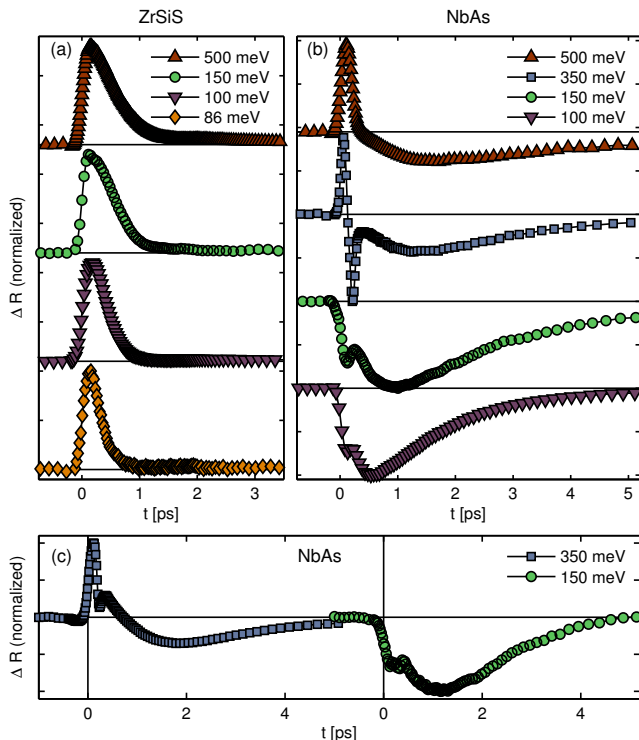 ZrSiS
NbAs
(a)
500 meV
150 meV
100 meV
86 meV
(b)
500 meV
350 meV
150 meV
100 meV
Δ R (normalized)
Δ R (normalized)
0 1 2 3
t [ps]
0 1 2 3 4 5
t [ps]
(c)
NbAs
350 meV
150 meV
Δ R (normalized)
0 2 4 0 2 4
t [ps]